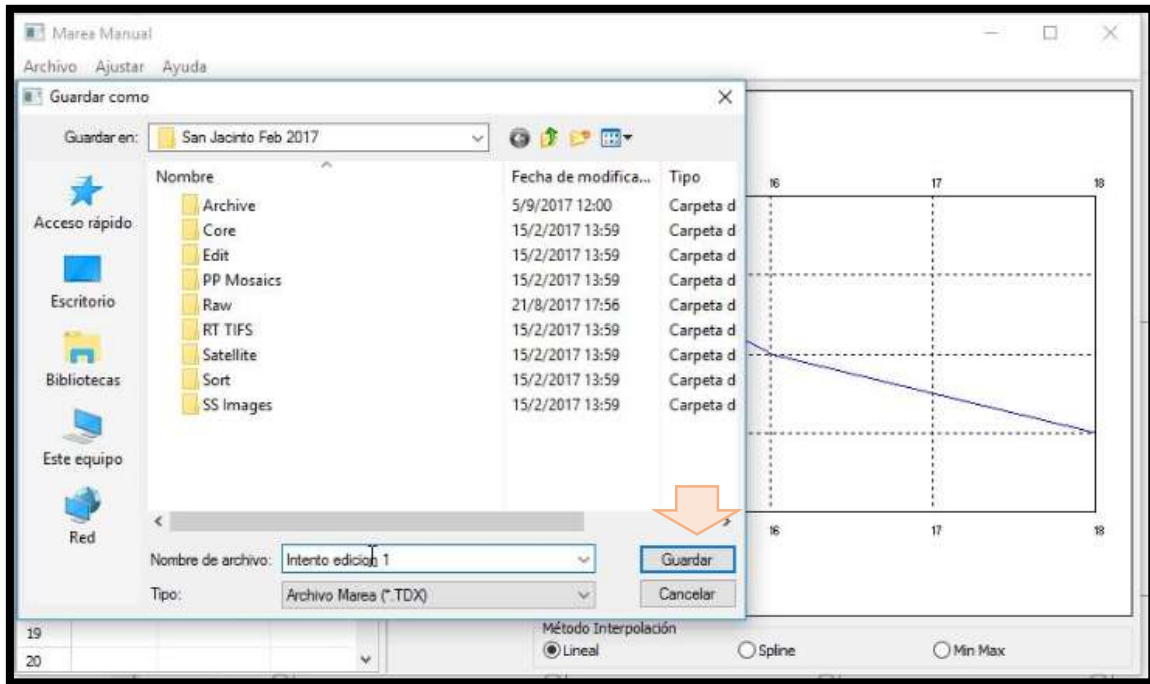 Marea Manual
Archivo Ajustar Ayuda
Guardar como
Guardar en: San Jacinto Feb 2017
Acceso rápido
Escritorio
Bibliotecas
Este equipo
Red
Nombre Fecha de modifica... Tipo
Archive 5/9/2017 12:00 Carpeta d
Core 15/2/2017 13:59 Carpeta d
Edit 15/2/2017 13:59 Carpeta d
PP Mosaics 15/2/2017 13:59 Carpeta d
Raw 21/8/2017 17:56 Carpeta d
RT TIFS 15/2/2017 13:59 Carpeta d
Satellite 15/2/2017 13:59 Carpeta d
Sort 15/2/2017 13:59 Carpeta d
SS Images 15/2/2017 13:59 Carpeta d
Nombre de archivo: Intento edicion 1 Guardar
Tipo: Archivo Marea (*.TDX) Cancelar
16 17 18
16 17 18
19
20
Método Interpolación
Lineal Spline Min Max